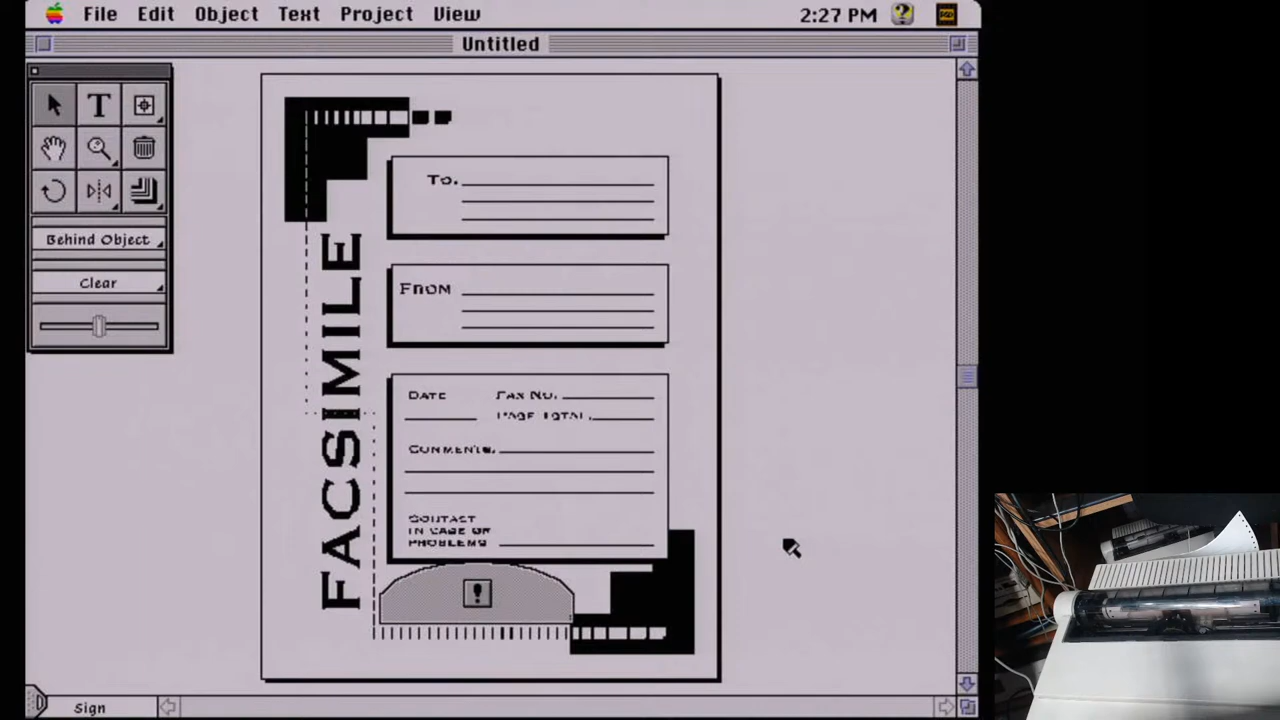 File Edit Object Text Project View 2:27 PM
Untitled
T
Behind Object
Clear
To.
FROM
FACSIMILE
DATE FAX NO.
PAGE TOTAL.
COMMENTS.
CONTACT
IN CASE OF
PROBLEMS
!
Sign